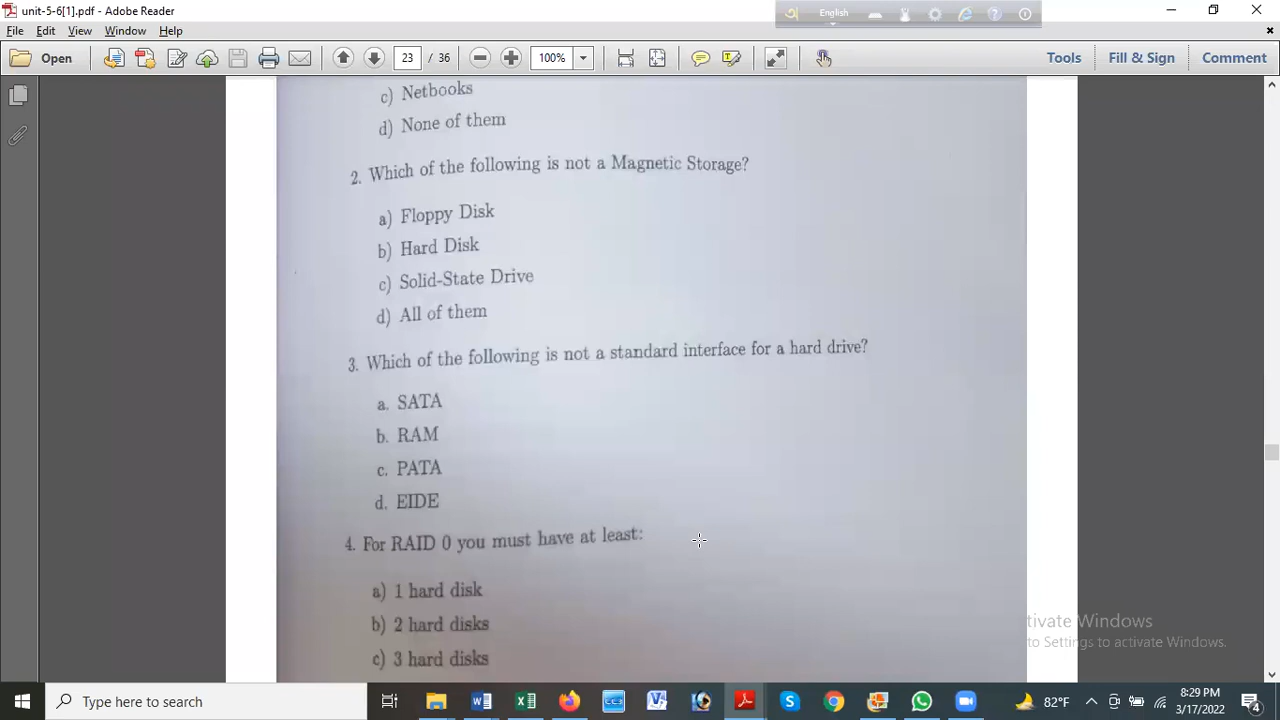 unit-5-6[1].pdf - Adobe Reader
English
File Edit View Window Help
Open
23 / 36
100%
Tools Fill & Sign Comment
c) Netbooks
d) None of them
2. Which of the following is not a Magnetic Storage?
a) Floppy Disk
b) Hard Disk
c) Solid-State Drive
d) All of them
3. Which of the following is not a standard interface for a hard drive?
a. SATA
b. RAM
c. PATA
d. EIDE
4. For RAID 0 you must have at least:
a) 1 hard disk
b) 2 hard disks
c) 3 hard disks
tivate Windows
to Settings to activate Windows.
Type here to search
82°F
8:29 PM
3/17/2022
4